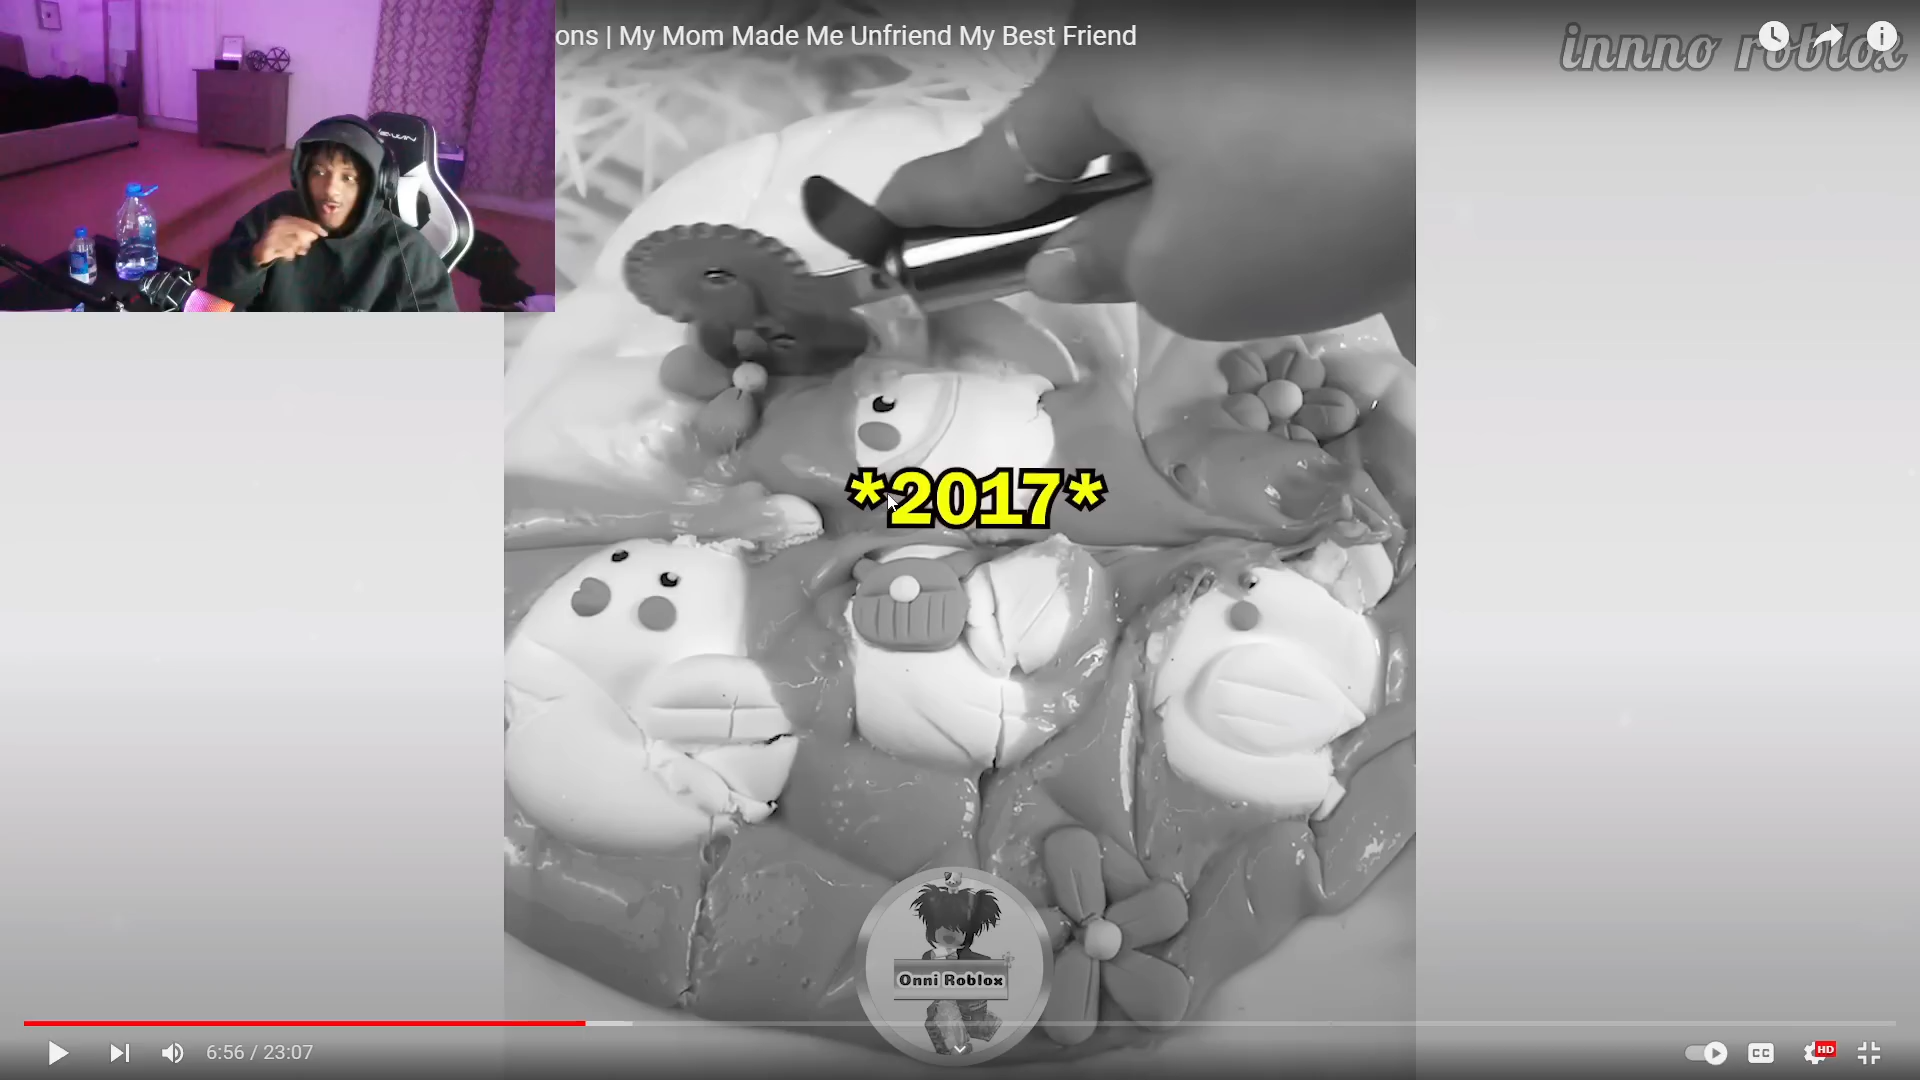 ons | My Mom Made Me Unfriend My Best Friend
innno roblox
*2017*
Onni Roblox
6:56 / 23:07
CC
HD